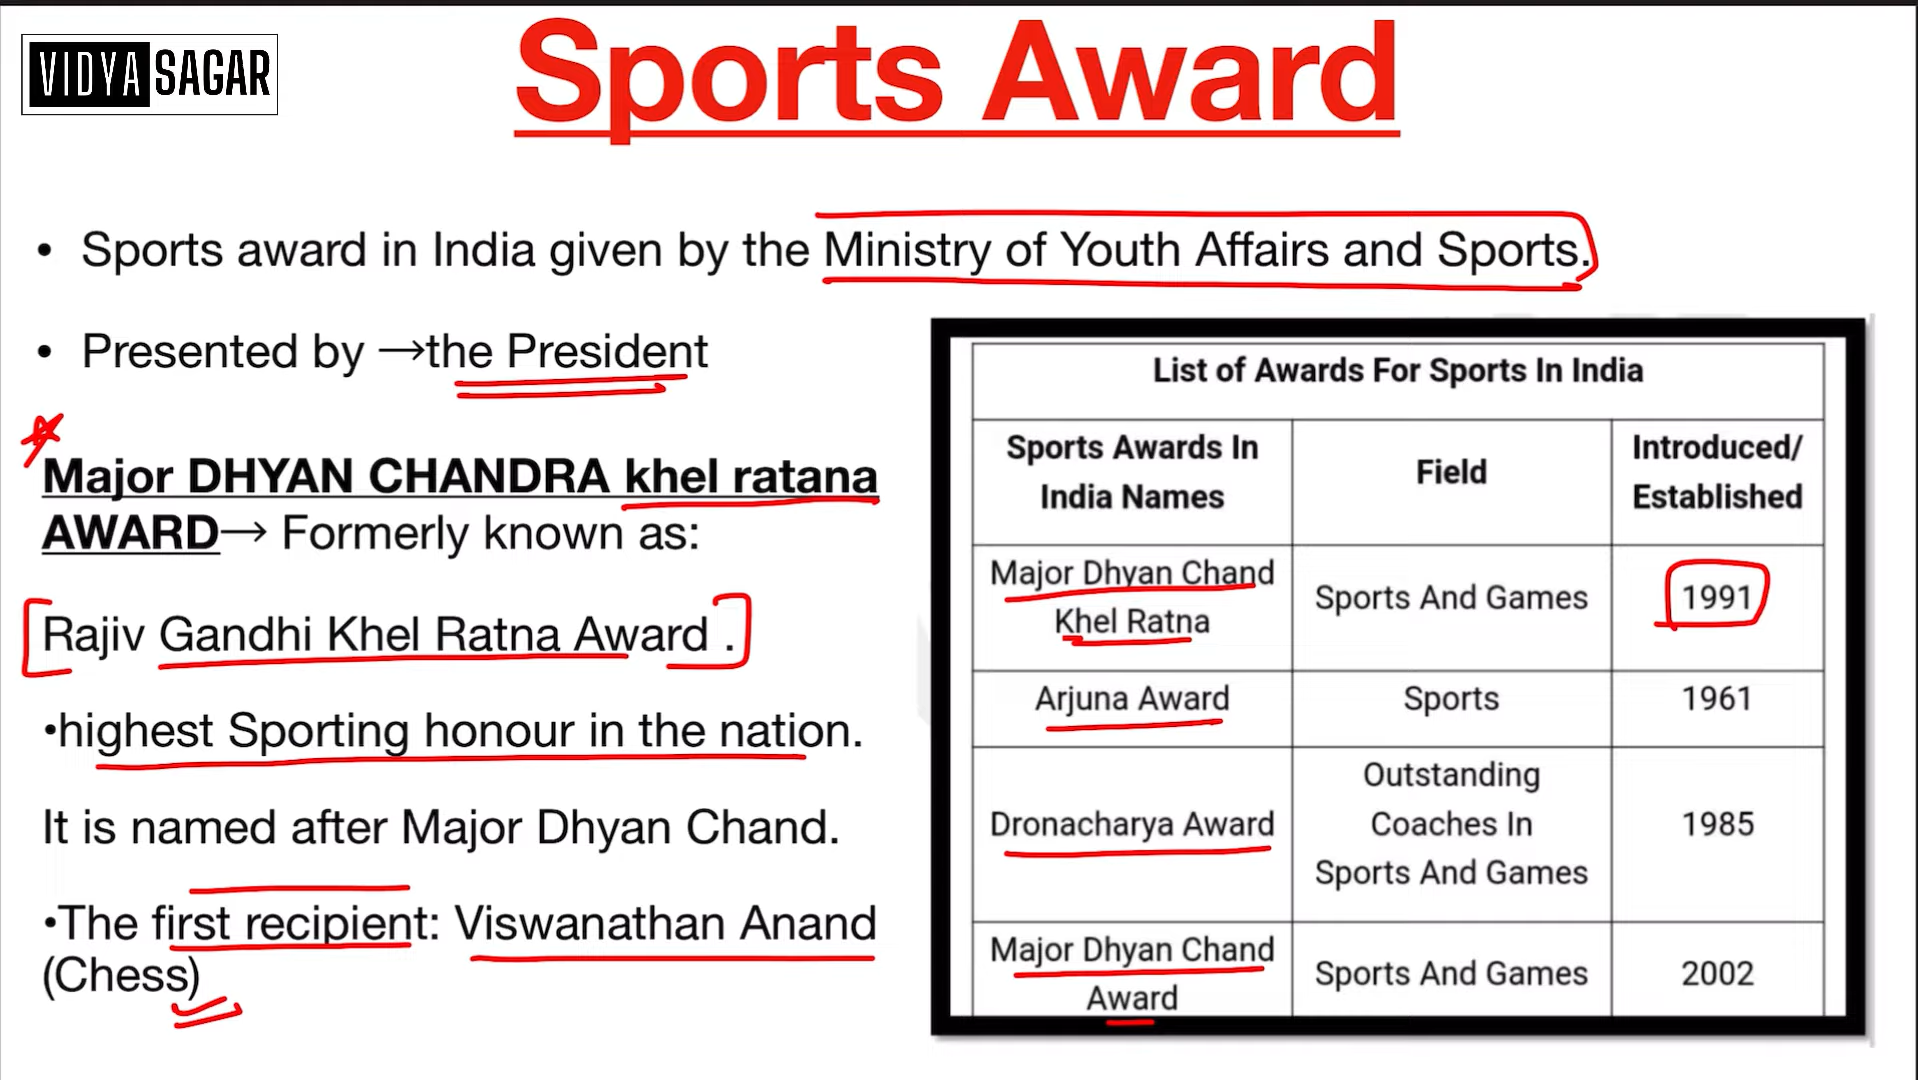 VIDYA SAGAR
Sports Award
• Sports award in India given by the Ministry of Youth Affairs and Sports.
• Presented by →the President
Major DHYAN CHANDRA khel ratana
AWARD→ Formerly known as:
Rajiv Gandhi Khel Ratna Award .
•highest Sporting honour in the nation.
It is named after Major Dhyan Chand.
•The first recipient: Viswanathan Anand
(Chess)
List of Awards For Sports In India
Sports Awards In
India Names
Field
Introduced/
Established
Major Dhyan Chand
Khel Ratna
Sports And Games
1991
Arjuna Award
Sports
1961
Dronacharya Award
Outstanding
Coaches In
Sports And Games
1985
Major Dhyan Chand
Award
Sports And Games
2002